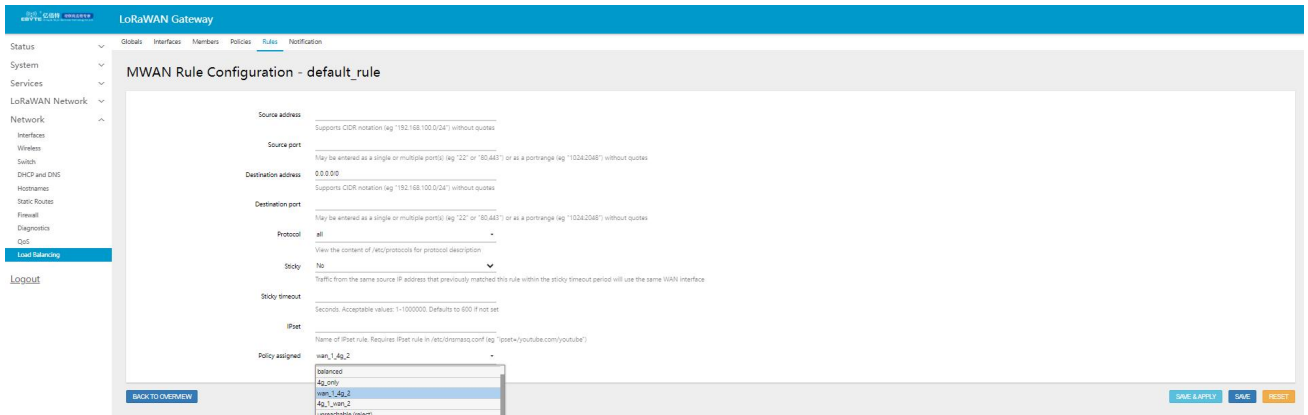 EBYTE 亿佰特
LoRaWAN Gateway
Status
System
Services
LoRaWAN Network
Network
Interfaces
Wireless
Switch
DHCP and DNS
Hostnames
Static Routes
Firewall
Diagnostics
QoS
Load Balancing
Logout
Globals Interfaces Members Policies Rules Notification
MWAN Rule Configuration - default_rule
Source address
Supports CIDR notation (eg "192.168.100.0/24") without quotes
Source port
May be entered as a single or multiple port(s) (eg "22" or "80,443") or as a portrange (eg "1024:2048") without quotes
Destination address 0.0.0.0/0
Supports CIDR notation (eg "192.168.100.0/24") without quotes
Destination port
May be entered as a single or multiple port(s) (eg "22" or "80,443") or as a portrange (eg "1024:2048") without quotes
Protocol all
View the content of /etc/protocols for protocol description
Sticky No
Traffic from the same source IP address that previously matched this rule within the sticky timeout period will use the same WAN interface
Sticky timeout
Seconds. Acceptable values: 1-1000000. Defaults to 600 if not set
IPset
Name of IPset rule. Requires IPset rule in /etc/dnsmasq.conf (eg "ipset=/youtube.com/youtube")
Policy assigned wan_1_4g_2
balanced
4g_only
wan_1_4g_2
4g_1_wan_2
unreachable (reject)
BACK TO OVERVIEW SAVE & APPLY SAVE RESET